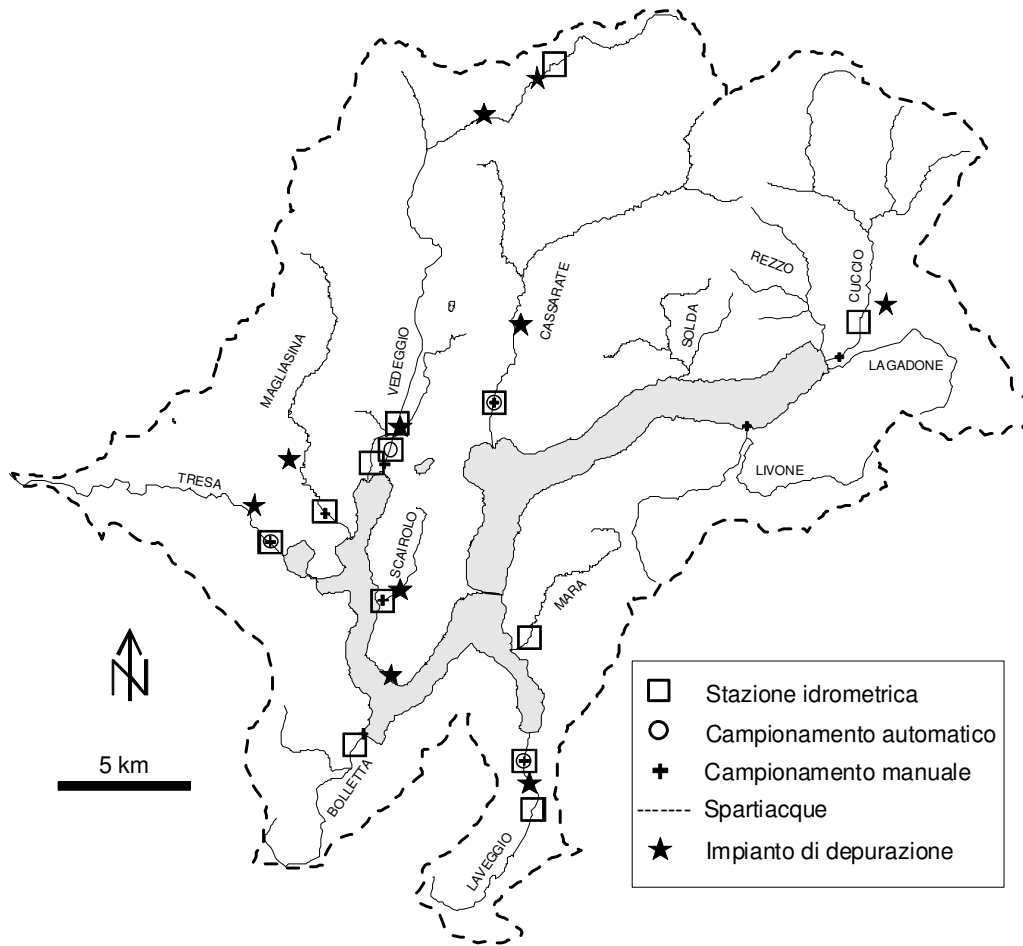 REZZO
CUCCIO
CASSARATE
SOLDA
VEDEGGIO
MAGLIASINA
LAGADONE
TRESA
LIVONE
SCAIROLO
MARA
N
5 km
BOLLETTA
LAVEGGIO
Stazione idrometrica
Campionamento automatico
Campionamento manuale
Spartiacque
Impianto di depurazione